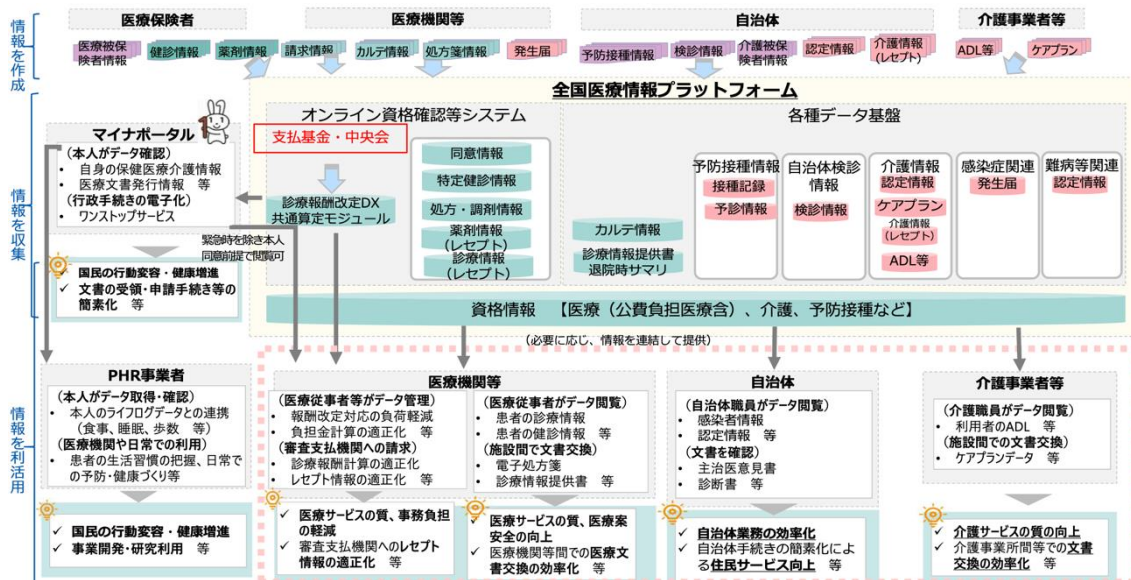 情報を作成
医療保険者
医療機関等
自治体
介護事業者等
医療被保険者情報
健診情報
薬剤情報
請求情報
カルテ情報
処方箋情報
発生届
予防接種情報
検診情報
介護被保険者情報
認定情報
介護情報
(レセプト)
ADL等
ケアプラン
情報を収集
全国医療情報プラットフォーム
マイナポータル
(本人がデータ確認)
・ 自身の保健医療介護情報
・ 医療文書発行情報 等
(行政手続きの電子化)
・ ワンストップサービス
オンライン資格確認等システム
支払基金・中央会
診療報酬改定DX
共通算定モジュール
緊急時を除き本人
同意前提で閲覧可
同意情報
特定健診情報
処方・調剤情報
薬剤情報
(レセプト)
診療情報
(レセプト)
各種データ基盤
カルテ情報
診療情報提供書
退院時サマリ
予防接種情報
接種記録
予診情報
自治体検診
情報
検診情報
介護情報
認定情報
ケアプラン
介護情報
(レセプト)
ADL等
感染症関連
発生届
難病等関連
認定情報
✓ 国民の行動変容・健康増進
✓ 文書の受領・申請手続き等の
簡素化 等
資格情報 【医療（公費負担医療含）、介護、予防接種など】
(必要に応じ、情報を連結して提供)
情報を利活用
PHR事業者
(本人がデータ取得・確認)
・ 本人のライフログデータとの連携
(食事、睡眠、歩数 等)
(医療機関や日常での利用)
・ 患者の生活習慣の把握、日常で
の予防・健康づくり等
✓ 国民の行動変容・健康増進
✓ 事業開発・研究利用 等
医療機関等
(医療従事者等がデータ管理)
・ 報酬改定対応の負荷軽減
・ 負担金計算の適正化 等
(審査支払機関への請求)
・ 診療報酬計算の適正化
・ レセプト情報の適正化 等
(医療従事者がデータ閲覧)
・ 患者の診療情報
・ 患者の健診情報 等
(施設間で文書交換)
・ 電子処方箋
・ 診療情報提供書 等
✓ 医療サービスの質、事務負担
の軽減
✓ 審査支払機関へのレセプト
情報の適正化 等
✓ 医療サービスの質、医療案
安全の向上
✓ 医療機関等間での医療文
書交換の効率化 等
自治体
(自治体職員がデータ閲覧)
・ 感染者情報
・ 認定情報 等
(文書を確認)
・ 主治医意見書
・ 診断書 等
✓ 自治体業務の効率化
✓ 自治体手続きの簡素化によ
る住民サービス向上 等
介護事業者等
(介護職員がデータ閲覧)
・ 利用者のADL 等
(施設間での文書交換)
・ ケアプランデータ 等
✓ 介護サービスの質の向上
✓ 介護事業所間等での文書
交換の効率化 等